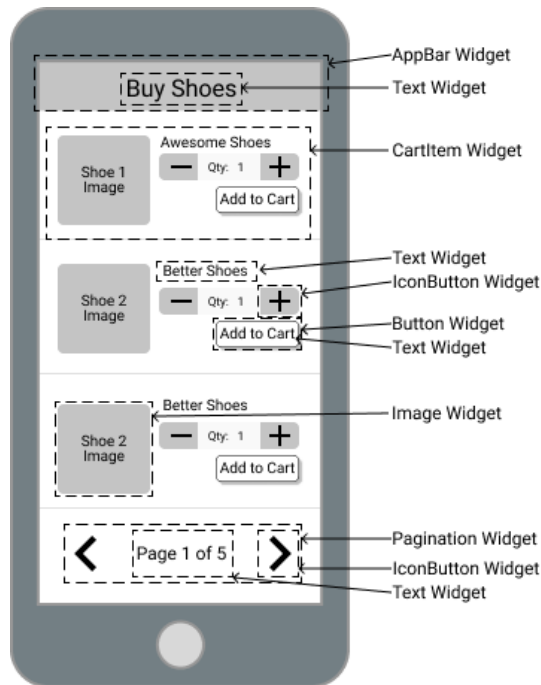 AppBar Widget
Buy Shoes
Text Widget
Awesome Shoes
CartItem Widget
Shoe 1
Image
Qty: 1
Add to Cart
Better Shoes
Text Widget
IconButton Widget
Shoe 2
Image
Qty: 1
Add to Cart
Button Widget
Text Widget
Better Shoes
Image Widget
Shoe 2
Image
Qty: 1
Add to Cart
Page 1 of 5
Pagination Widget
IconButton Widget
Text Widget